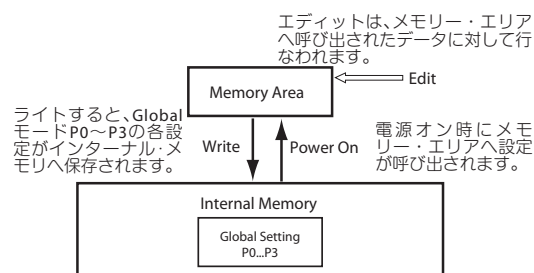 エディットは、メモリー・エリア
へ呼び出されたデータに対して行
なわれます。
Memory Area
Edit
ライトすると、Global
モードP0〜P3の各設
定がインターナル・メ
モリへ保存されます。
Write
Power On
電源オン時にメモ
リー・エリアへ設定
が呼び出されます。
Internal Memory
Global Setting
P0...P3